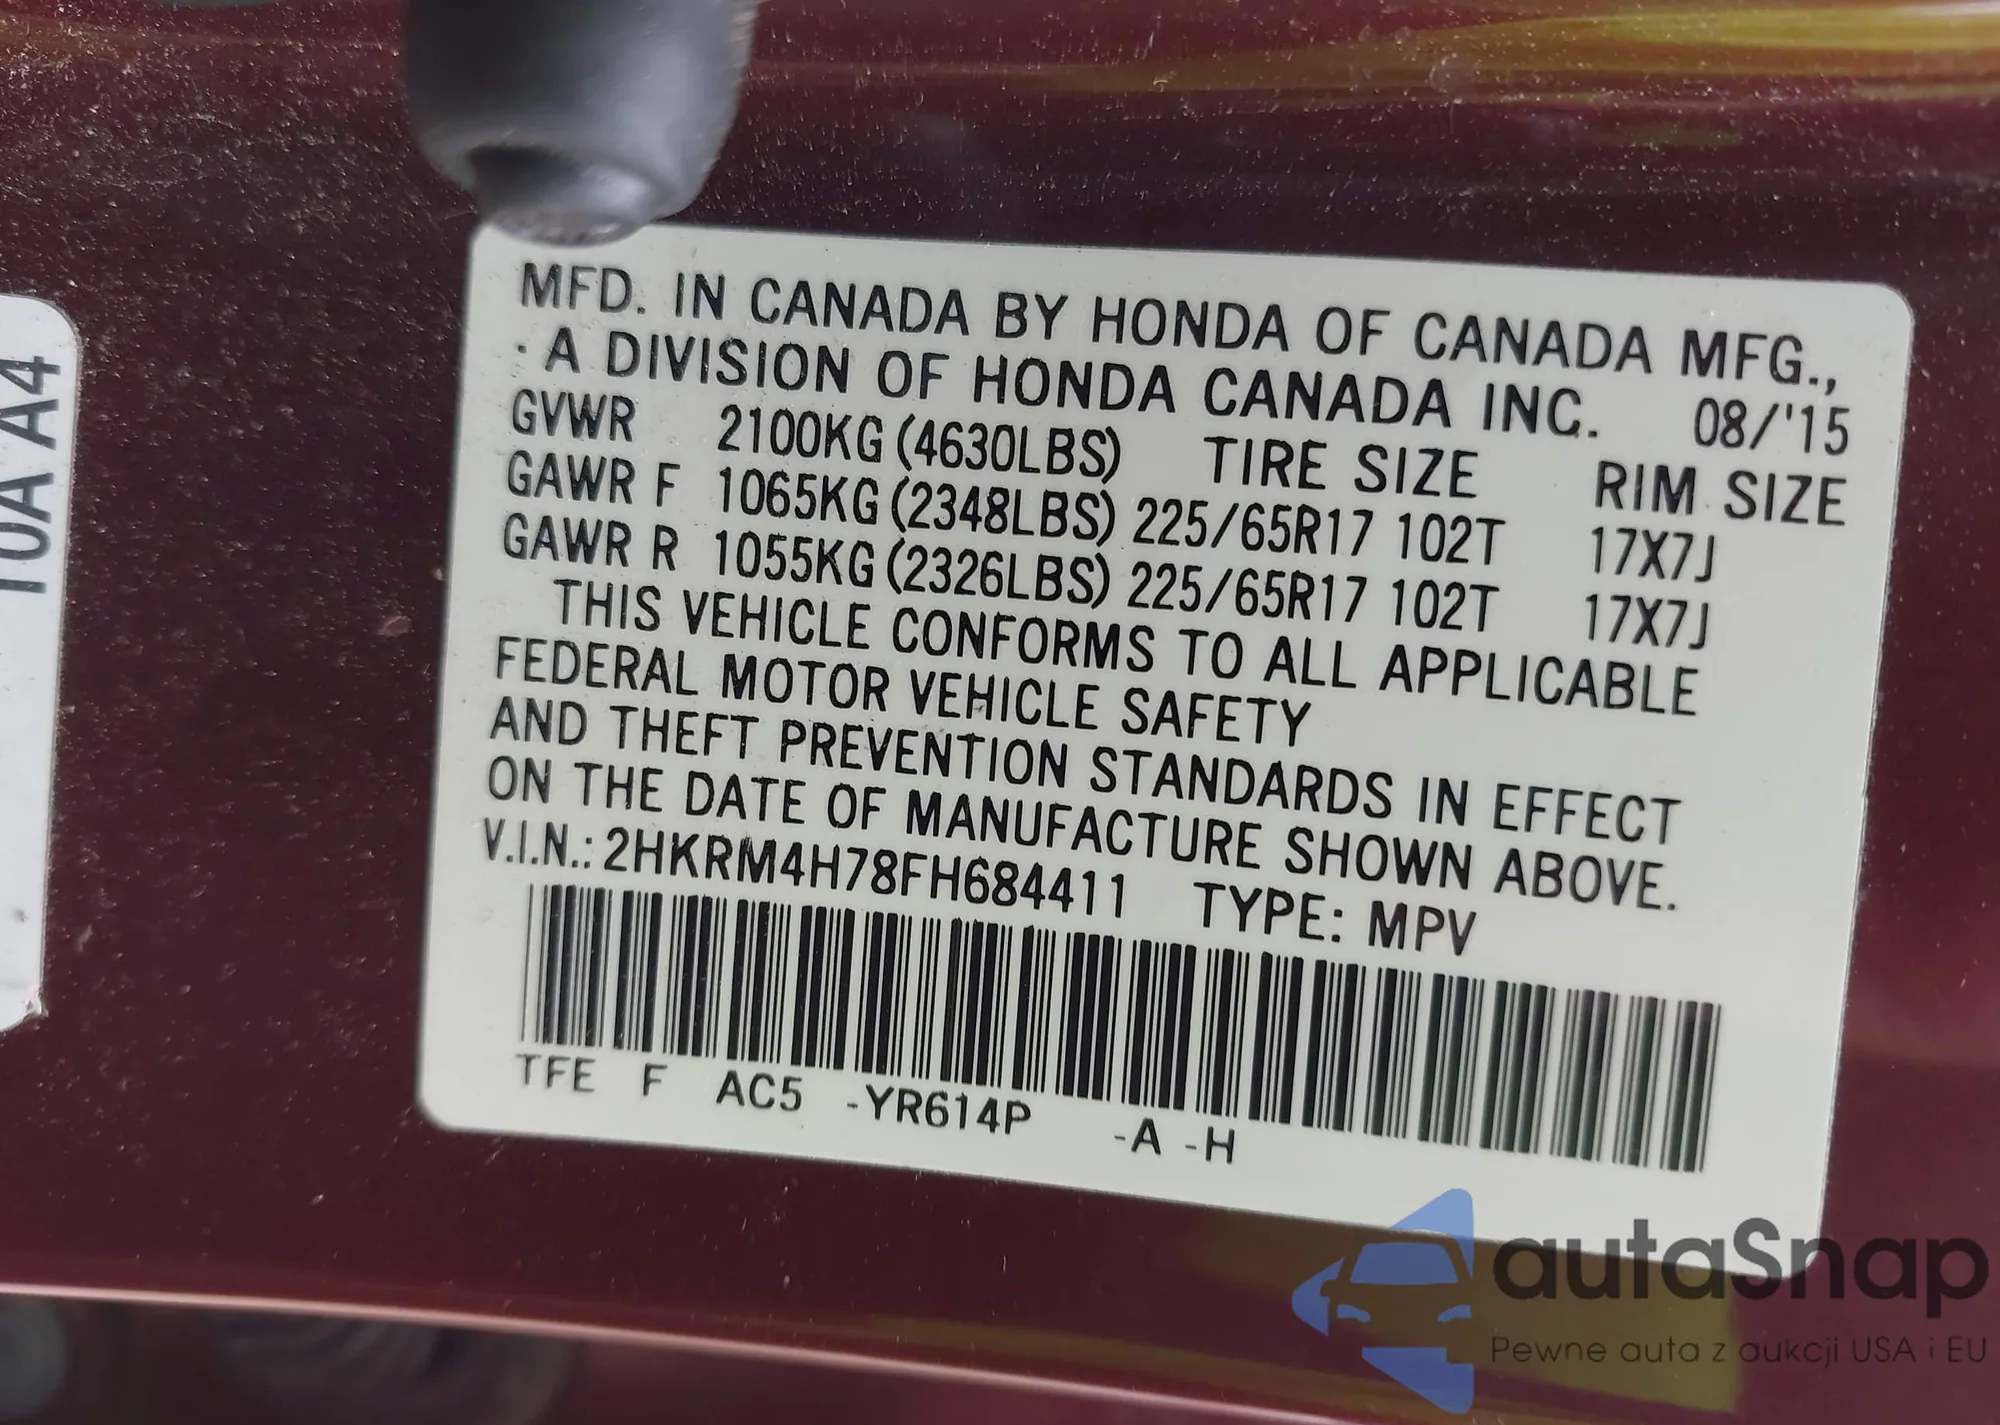 10A A4
MFD. IN CANADA BY HONDA OF CANADA MFG.,
· A DIVISION OF HONDA CANADA INC. 08/'15
GVWR 2100KG (4630LBS) TIRE SIZE RIM SIZE
GAWR F 1065KG (2348LBS) 225/65R17 102T 17X7J
GAWR R 1055KG (2326LBS) 225/65R17 102T 17X7J
THIS VEHICLE CONFORMS TO ALL APPLICABLE
FEDERAL MOTOR VEHICLE SAFETY
AND THEFT PREVENTION STANDARDS IN EFFECT
ON THE DATE OF MANUFACTURE SHOWN ABOVE.
V.I.N.: 2HKRM4H78FH684411 TYPE: MPV
TFE F AC5 -YR614P -A -H
autaSnap
Pewne auta z aukcji USA i EU